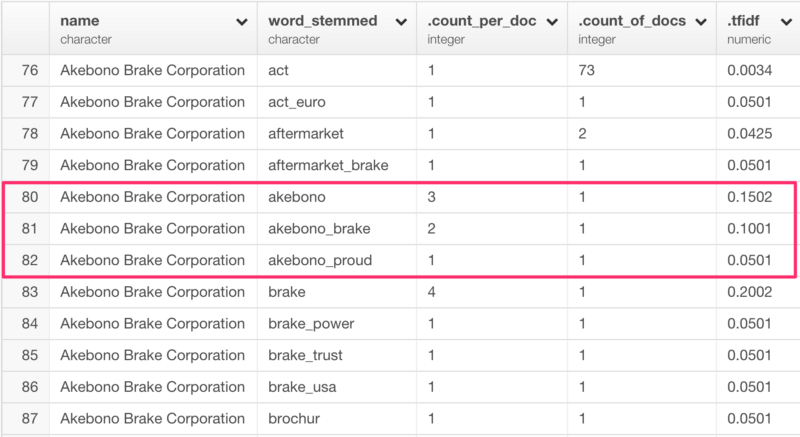 name word_stemmed .count_per_doc .count_of_docs .tfidf
character character integer integer numeric
76 Akebono Brake Corporation act 1 73 0.0034
77 Akebono Brake Corporation act_euro 1 1 0.0501
78 Akebono Brake Corporation aftermarket 1 2 0.0425
79 Akebono Brake Corporation aftermarket_brake 1 1 0.0501
80 Akebono Brake Corporation akebono 3 1 0.1502
81 Akebono Brake Corporation akebono_brake 2 1 0.1001
82 Akebono Brake Corporation akebono_proud 1 1 0.0501
83 Akebono Brake Corporation brake 4 1 0.2002
84 Akebono Brake Corporation brake_power 1 1 0.0501
85 Akebono Brake Corporation brake_trust 1 1 0.0501
86 Akebono Brake Corporation brake_usa 1 1 0.0501
87 Akebono Brake Corporation brochur 1 1 0.0501